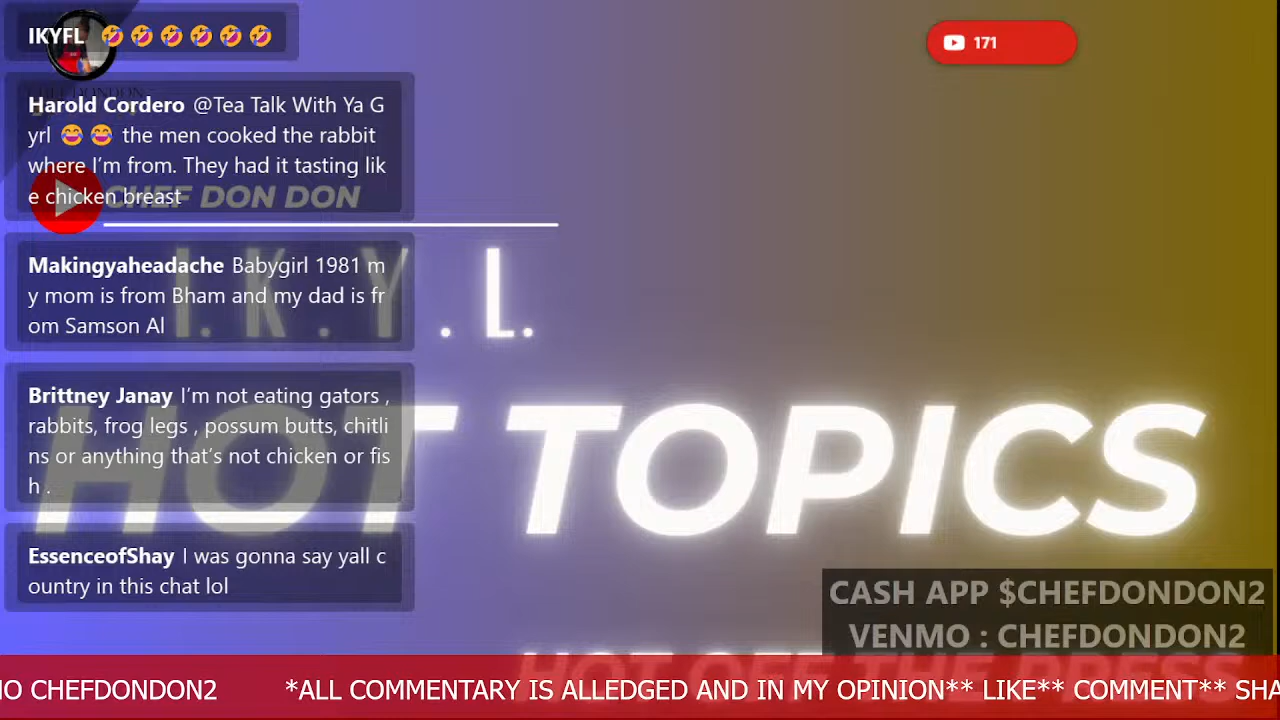 IKYFL 🤣 🤣 🤣 🤣 🤣 🤣
171
Harold Cordero @Tea Talk With Ya G
yrl 😂 😂 the men cooked the rabbit
where I’m from. They had it tasting lik
e chicken breast
CHEF DON DON
Makingyaheadache Babygirl 1981 m
y mom is from Bham and my dad is fr
om Samson Al
I. K. Y. L.
Brittney Janay I’m not eating gators ,
rabbits, frog legs , possum butts, chitli
ns or anything that’s not chicken or fis
h .
HOT TOPICS
EssenceofShay I was gonna say yall c
ountry in this chat lol
CASH APP $CHEFDONDON2
VENMO : CHEFDONDON2
HOT OFF THE PRESS
MO CHEFDONDON2 *ALL COMMENTARY IS ALLEDGED AND IN MY OPINION** LIKE** COMMENT** SHA